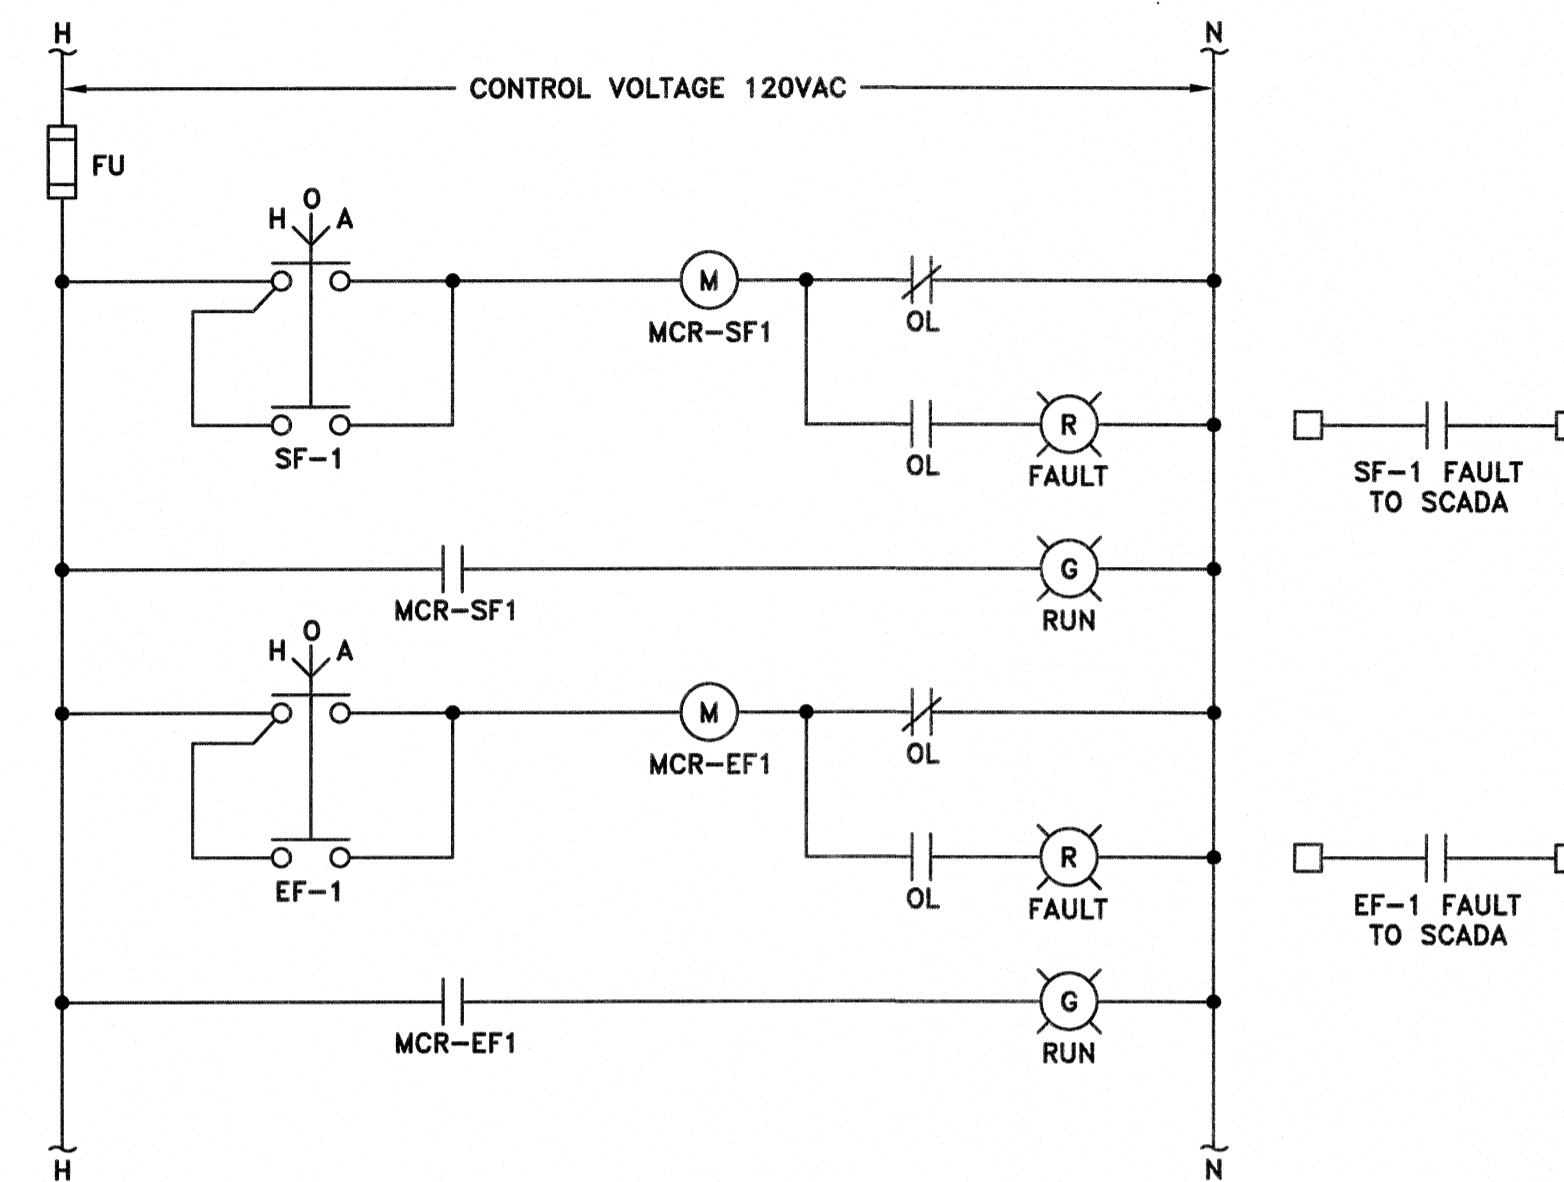 H
N
CONTROL VOLTAGE 120VAC
FU
O
H A
M
MCR-SF1
OL
SF-1
OL
R
FAULT
SF-1 FAULT
TO SCADA
MCR-SF1
G
RUN
O
H A
M
MCR-EF1
OL
EF-1
OL
R
FAULT
EF-1 FAULT
TO SCADA
MCR-EF1
G
RUN
H
N